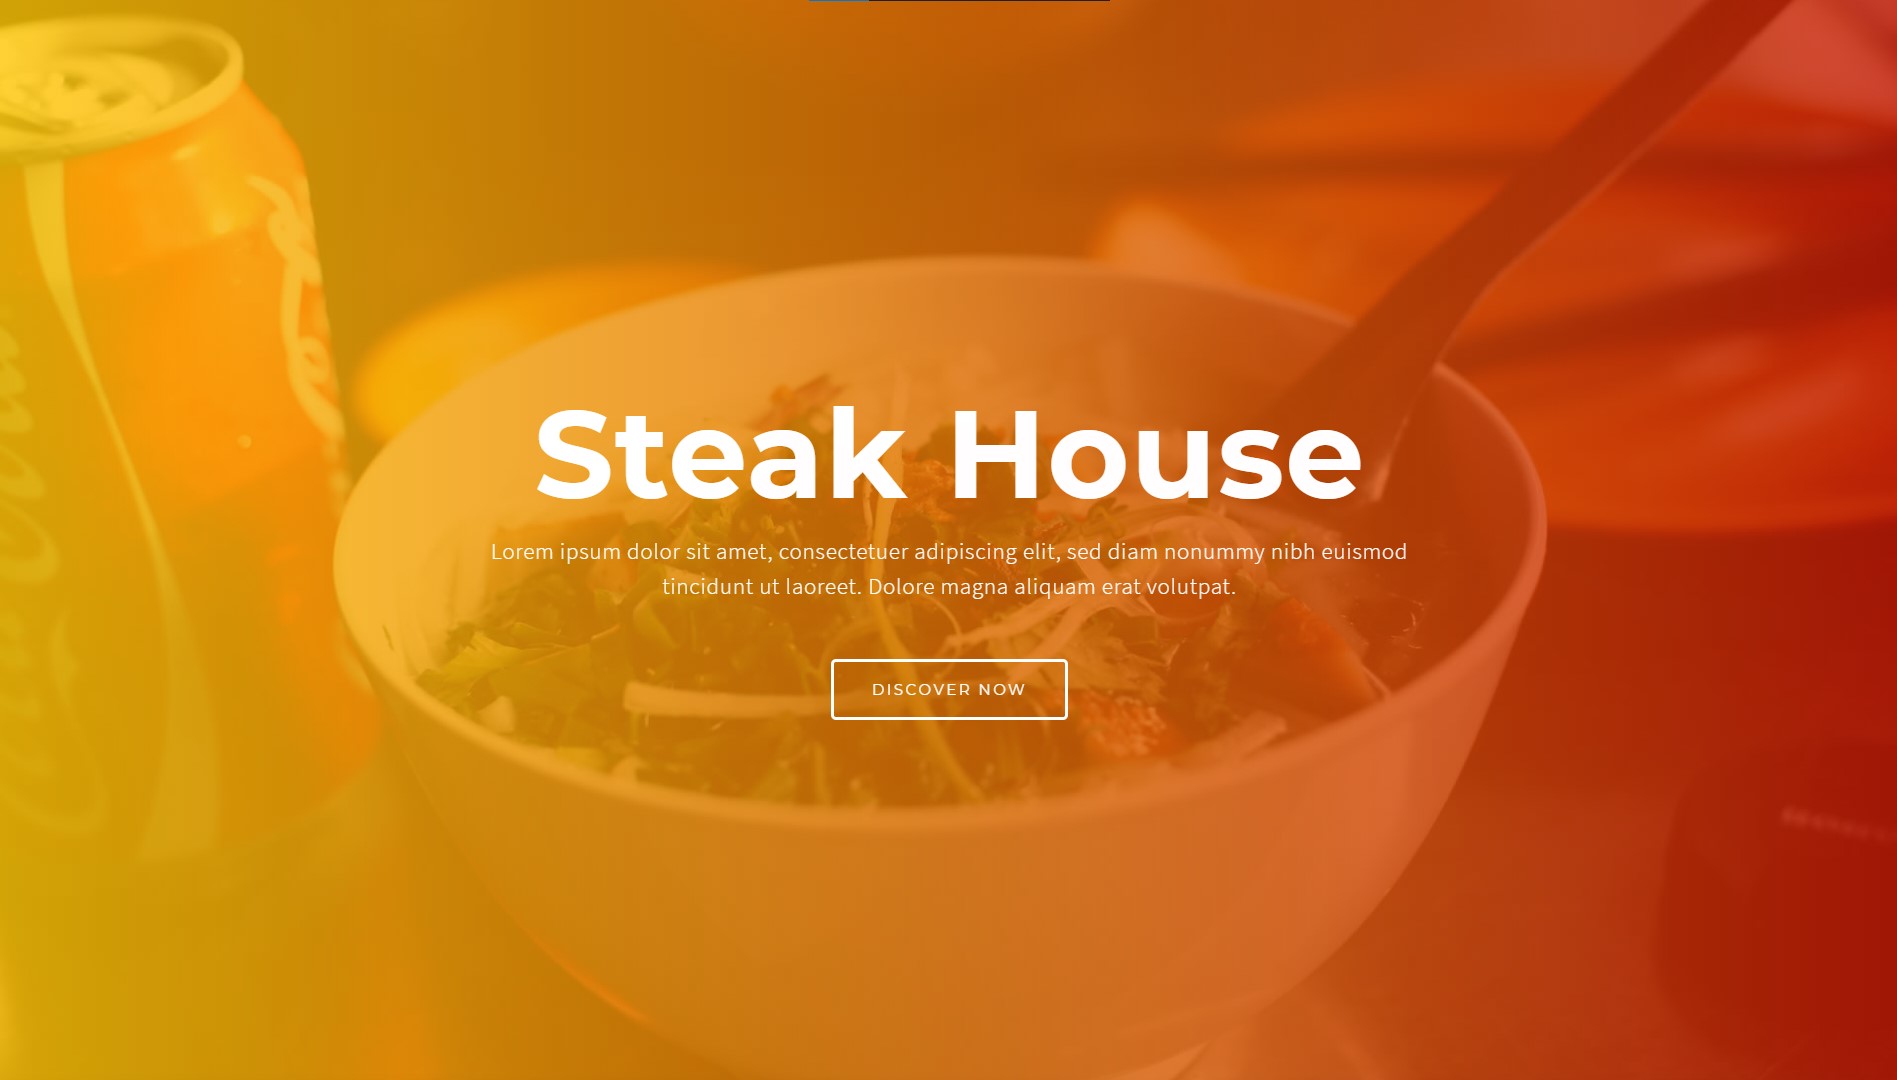 Steak House
Lorem ipsum dolor sit amet, consectetuer adipiscing elit, sed diam nonummy nibh euismod
tincidunt ut laoreet. Dolore magna aliquam erat volutpat.
DISCOVER NOW